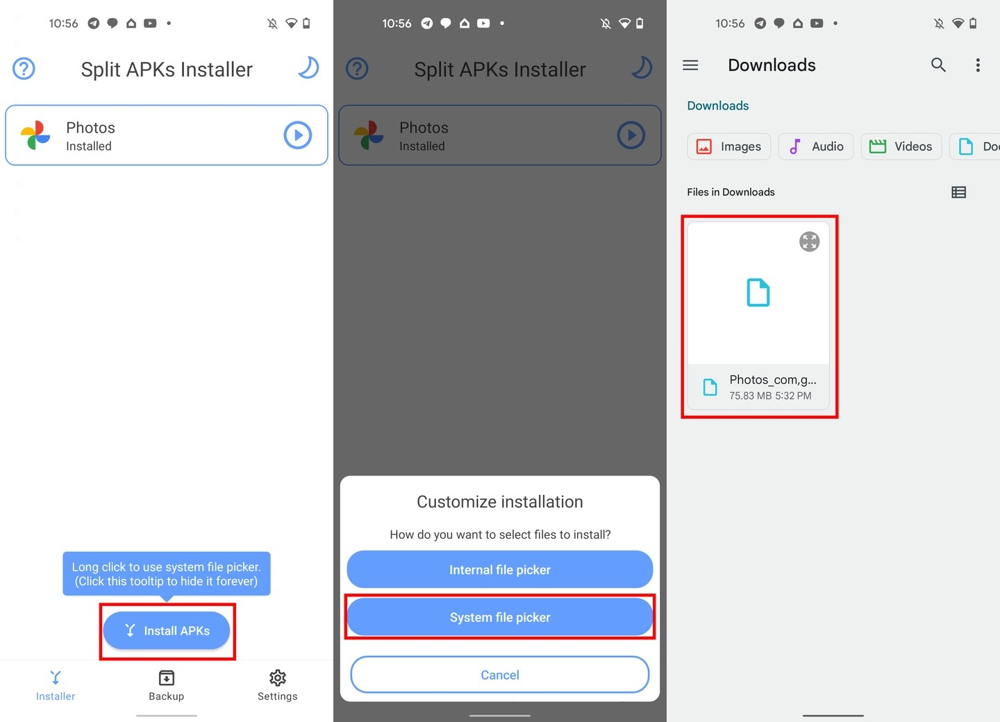 10:56
Split APKs Installer
Photos
Installed
Long click to use system file picker.
(Click this tooltip to hide it forever)
Install APKs
Installer
Backup
Settings
10:56
Split APKs Installer
Photos
Installed
Customize installation
How do you want to select files to install?
Internal file picker
System file picker
Cancel
10:56
Downloads
Downloads
Images
Audio
Videos
Doc
Files in Downloads
Photos_com,g...
75.83 MB 5:32 PM